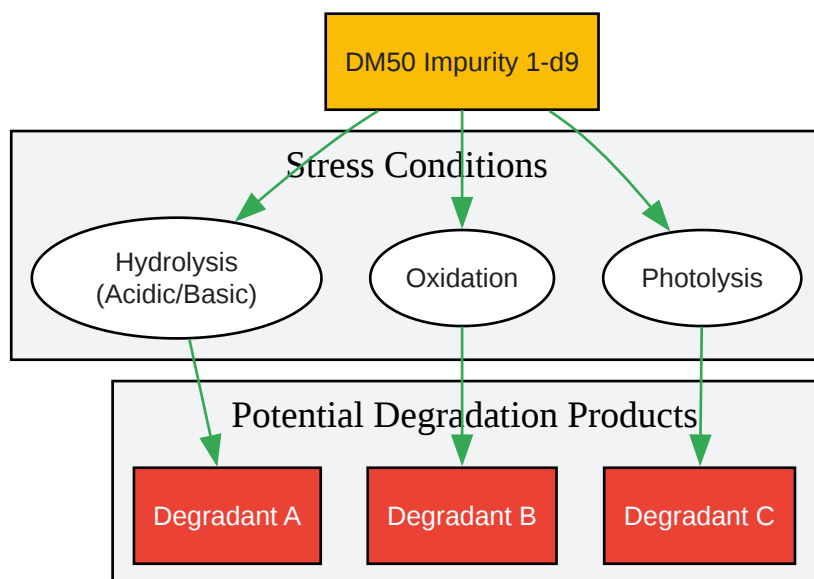 DM50 Impurity 1-d9
Stress Conditions
Hydrolysis
(Acidic/Basic)
Oxidation
Photolysis
Potential Degradation Products
Degradant A
Degradant B
Degradant C